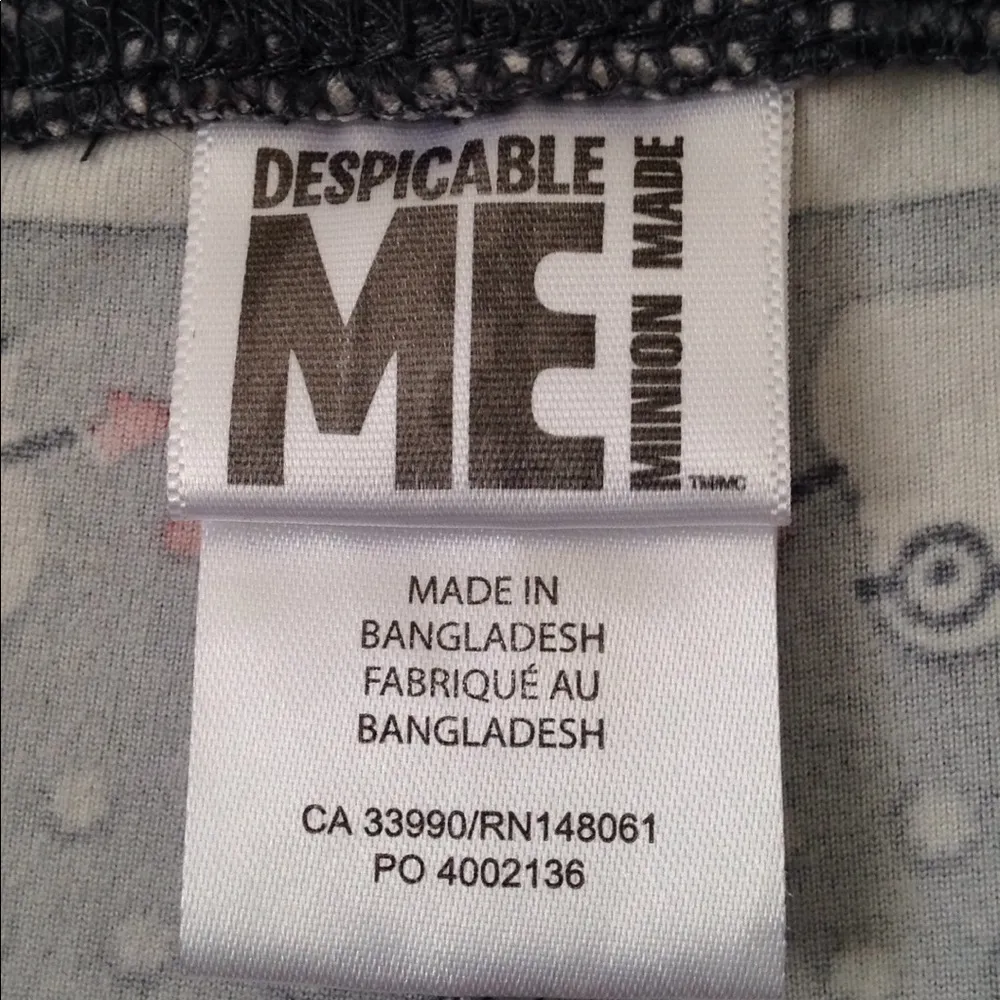 DESPICABLE
ME
MINION MADE
TM/MC
MADE IN
BANGLADESH
FABRIQUÉ AU
BANGLADESH
CA 33990/RN148061
PO 4002136